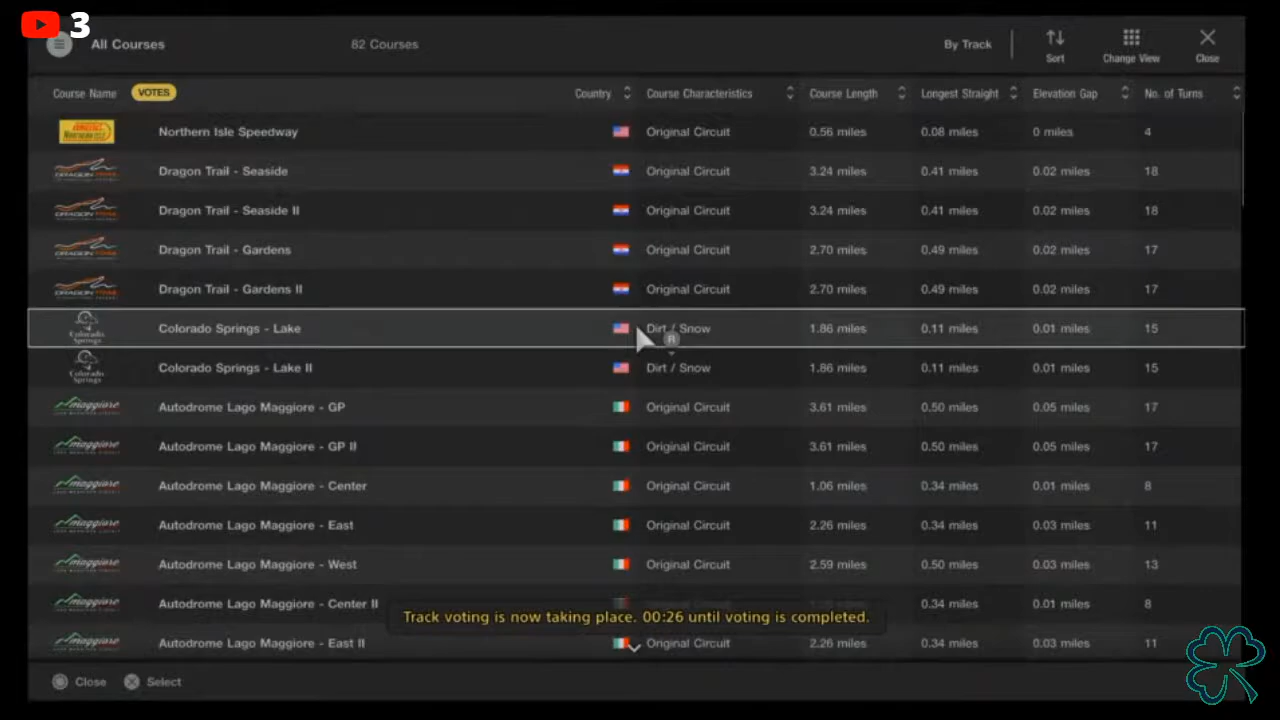 3
All Courses 82 Courses By Track Sort Change View Close
Course Name VOTES Country Course Characteristics Course Length Longest Straight Elevation Gap No. of Turns
Northern Isle Speedway Original Circuit 0.56 miles 0.08 miles 0 miles 4
Dragon Trail - Seaside Original Circuit 3.24 miles 0.41 miles 0.02 miles 18
Dragon Trail - Seaside II Original Circuit 3.24 miles 0.41 miles 0.02 miles 18
Dragon Trail - Gardens Original Circuit 2.70 miles 0.49 miles 0.02 miles 17
Dragon Trail - Gardens II Original Circuit 2.70 miles 0.49 miles 0.02 miles 17
Colorado Springs Colorado Springs - Lake Dirt / Snow R 1.86 miles 0.11 miles 0.01 miles 15
Colorado Springs Colorado Springs - Lake II Dirt / Snow 1.86 miles 0.11 miles 0.01 miles 15
maggiore Autodrome Lago Maggiore - GP Original Circuit 3.61 miles 0.50 miles 0.05 miles 17
maggiore Autodrome Lago Maggiore - GP II Original Circuit 3.61 miles 0.50 miles 0.05 miles 17
maggiore Autodrome Lago Maggiore - Center Original Circuit 1.06 miles 0.34 miles 0.01 miles 8
maggiore Autodrome Lago Maggiore - East Original Circuit 2.26 miles 0.34 miles 0.03 miles 11
maggiore Autodrome Lago Maggiore - West Original Circuit 2.59 miles 0.50 miles 0.03 miles 13
maggiore Autodrome Lago Maggiore - Center II 0.34 miles 0.01 miles 8
Track voting is now taking place. 00:26 until voting is completed.
maggiore Autodrome Lago Maggiore - East II Original Circuit 2.26 miles 0.34 miles 0.03 miles 11
Close Select